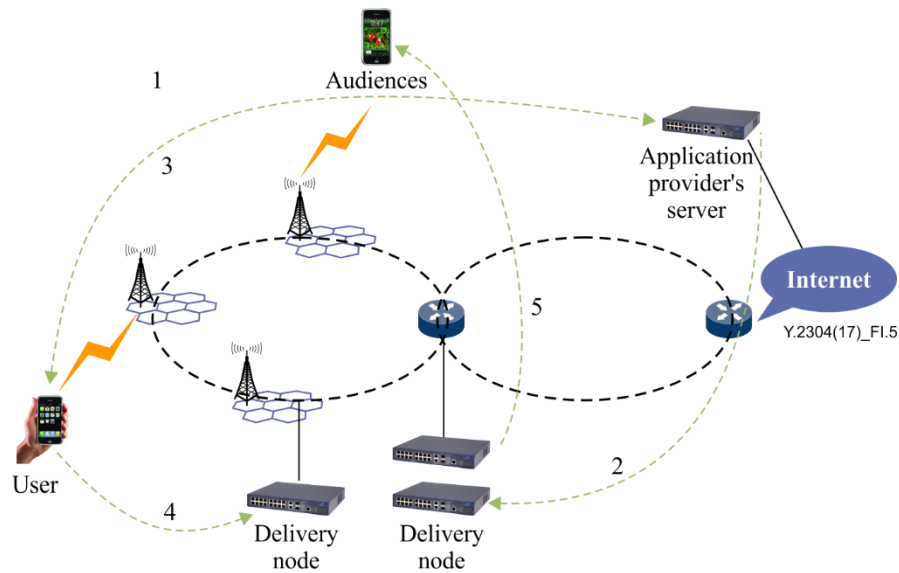 1
Audiences
3
Application
provider's
server
Internet
5
Y.2304(17)_FI.5
User
4
2
Delivery
node
Delivery
node